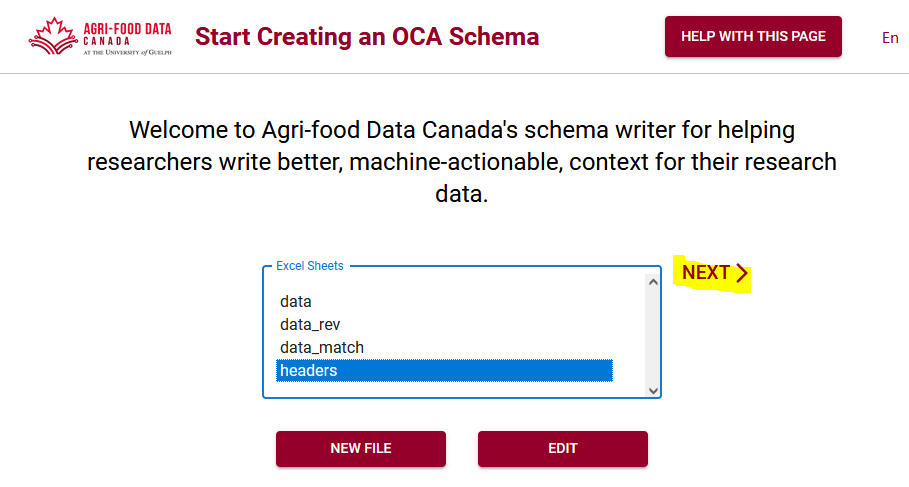 AGRI-FOOD DATA
CANADA
AT THE UNIVERSITY of GUELPH
Start Creating an OCA Schema
HELP WITH THIS PAGE
En
Welcome to Agri-food Data Canada's schema writer for helping
researchers write better, machine-actionable, context for their research
data.
Excel Sheets
NEXT
data
data_rev
data_match
headers
NEW FILE
EDIT